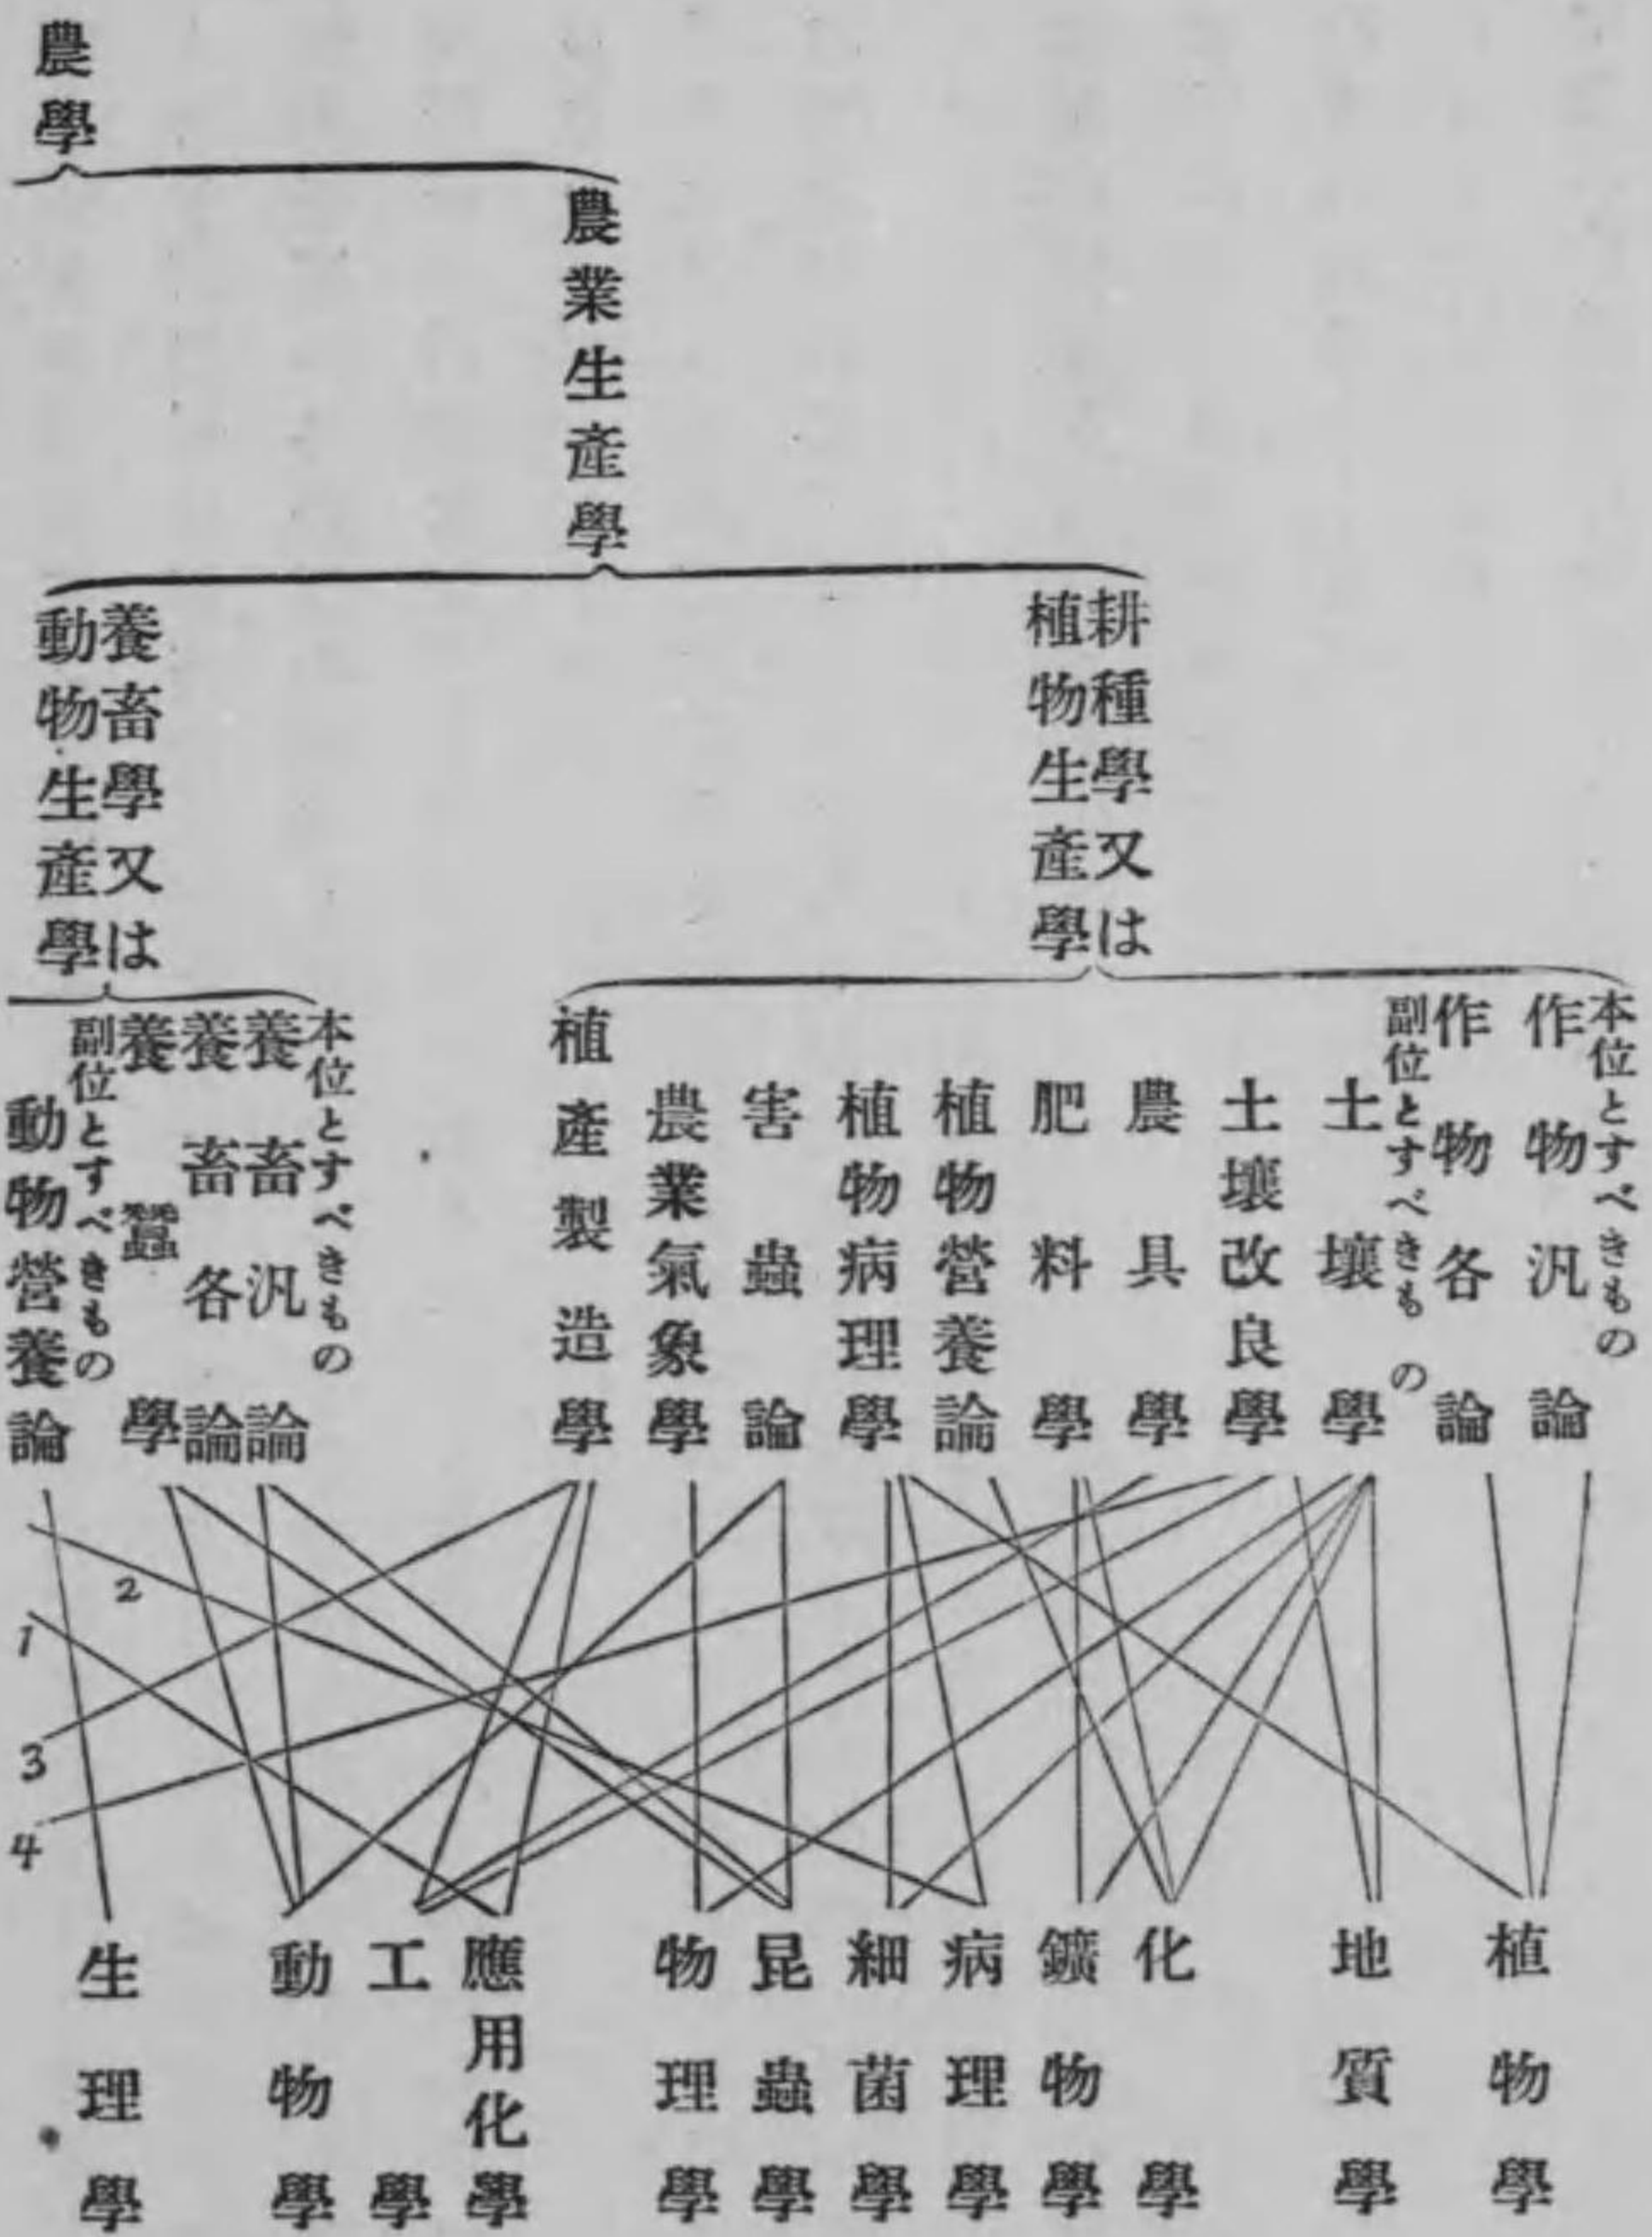 農學
農業生產學
耕種學又は
植物生產學
本位とすべきもの
作物汎論
作物各論
副位とすべきもの
土壤學
土壤改良學
農具學
肥料學
植物營養論
植物病理學
害蟲論
農業氣象學
植產製造學
養畜學又は
動物生產學
本位とすべきもの
養畜汎論
養畜各論
養蠶學
副位とすべきもの
動物營養論
2
1
3
4
植物學
地質學
化學
鑛物學
病理學
細菌學
昆蟲學
物理學
應用化學
工學
動物學
生理學